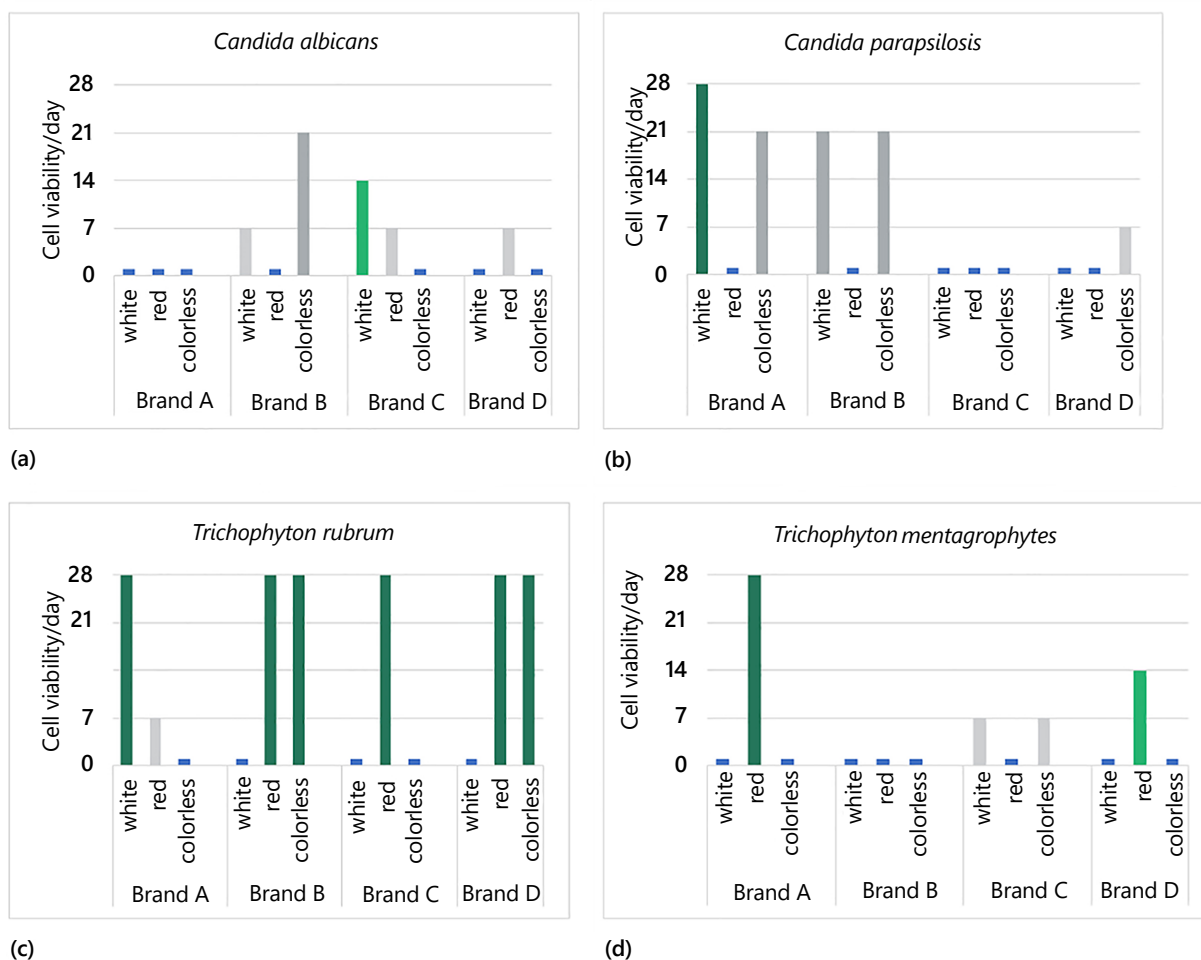 Candida albicans
Cell viability/day
28
21
14
7
0
white red colorless white red colorless white red colorless white red colorless
Brand A Brand B Brand C Brand D
(a)
Candida parapsilosis
Cell viability/day
28
21
14
7
0
white red colorless white red colorless white red colorless white red colorless
Brand A Brand B Brand C Brand D
(b)
Trichophyton rubrum
Cell viability/day
28
21
7
0
white red colorless white red colorless white red colorless white red colorless
Brand A Brand B Brand C Brand D
(c)
Trichophyton mentagrophytes
Cell viability/day
28
21
14
7
0
white red colorless white red colorless white red colorless white red colorless
Brand A Brand B Brand C Brand D
(d)